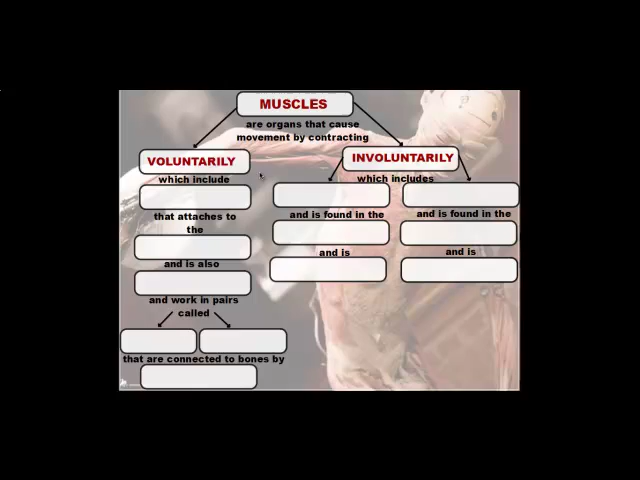 MUSCLES
are organs that cause
movement by contracting
VOLUNTARILY
INVOLUNTARILY
which include
which includes
that attaches to
the
and is found in the
and is found in the
and is also
and is
and is
and work in pairs
called
that are connected to bones by